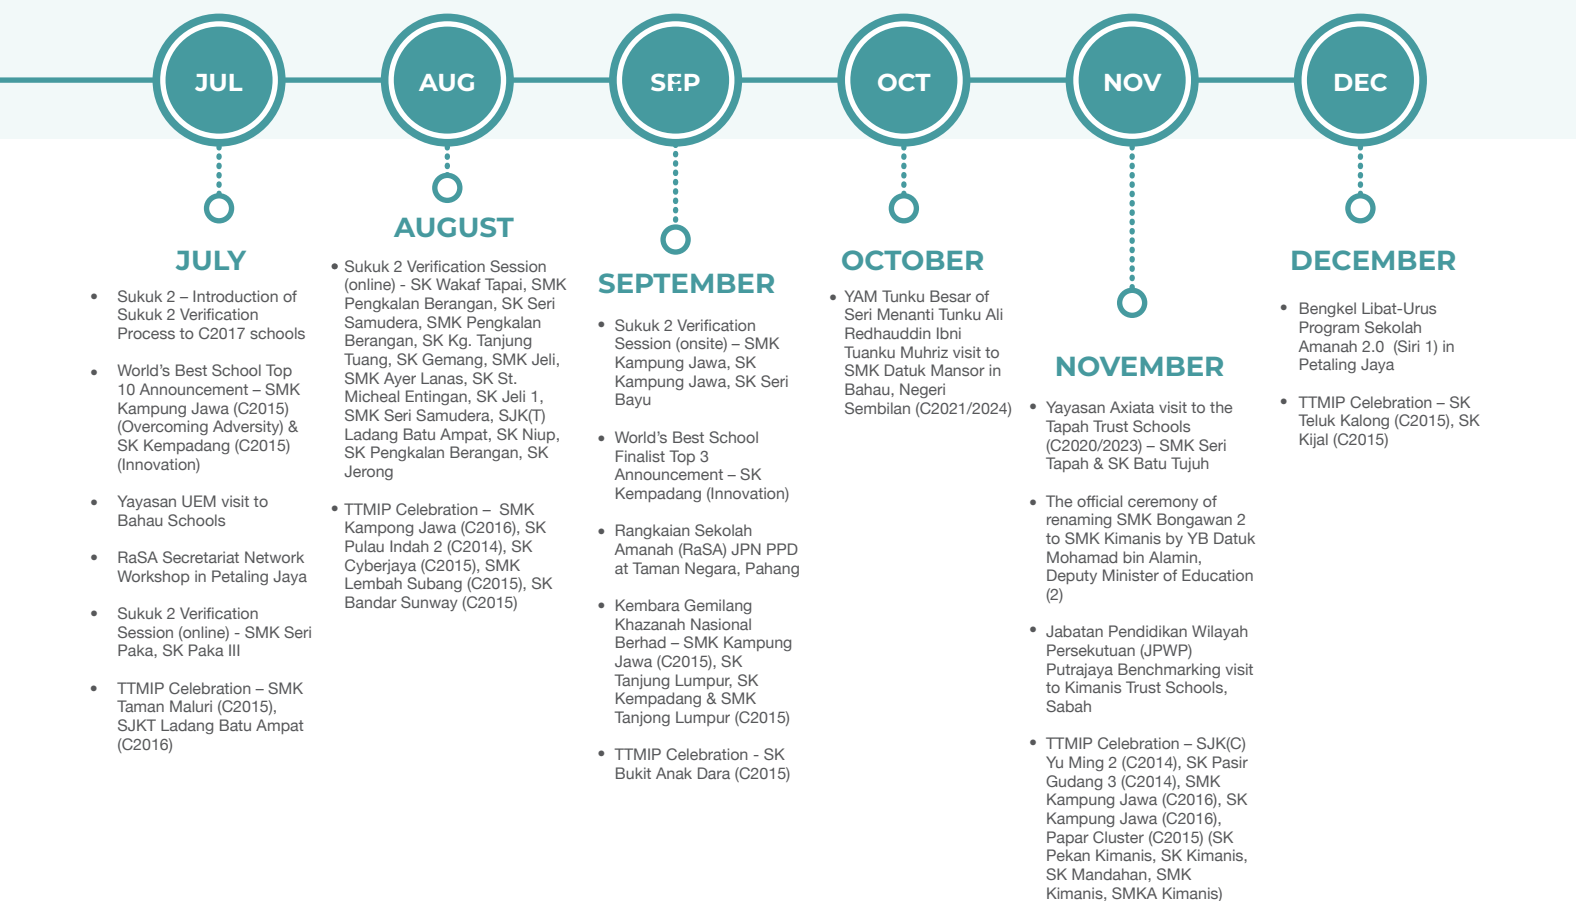 JUL
AUG
SEP
OCT
NOV
DEC
JULY
• Sukuk 2 – Introduction of
Sukuk 2 Verification
Process to C2017 schools
• World’s Best School Top
10 Announcement – SMK
Kampung Jawa (C2015)
(Overcoming Adversity) &
SK Kempadang (C2015)
(Innovation)
• Yayasan UEM visit to
Bahau Schools
• RaSA Secretariat Network
Workshop in Petaling Jaya
• Sukuk 2 Verification
Session (online) - SMK Seri
Paka, SK Paka III
• TTMIP Celebration – SMK
Taman Maluri (C2015),
SJKT Ladang Batu Ampat
(C2016)
AUGUST
• Sukuk 2 Verification Session
(online) - SK Wakaf Tapai, SMK
Pengkalan Berangan, SK Seri
Samudera, SMK Pengkalan
Berangan, SK Kg. Tanjung
Tuang, SK Gemang, SMK Jeli,
SMK Ayer Lanas, SK St.
Micheal Entingan, SK Jeli 1,
SMK Seri Samudera, SJK(T)
Ladang Batu Ampat, SK Niup,
SK Pengkalan Berangan, SK
Jerong
• TTMIP Celebration – SMK
Kampong Jawa (C2016), SK
Pulau Indah 2 (C2014), SK
Cyberjaya (C2015), SMK
Lembah Subang (C2015), SK
Bandar Sunway (C2015)
SEPTEMBER
• Sukuk 2 Verification
Session (onsite) – SMK
Kampung Jawa, SK
Kampung Jawa, SK Seri
Bayu
• World’s Best School
Finalist Top 3
Announcement – SK
Kempadang (Innovation)
• Rangkaian Sekolah
Amanah (RaSA) JPN PPD
at Taman Negara, Pahang
• Kembara Gemilang
Khazanah Nasional
Berhad – SMK Kampung
Jawa (C2015), SK
Tanjung Lumpur, SK
Kempadang & SMK
Tanjong Lumpur (C2015)
• TTMIP Celebration - SK
Bukit Anak Dara (C2015)
OCTOBER
• YAM Tunku Besar of
Seri Menanti Tunku Ali
Redhauddin Ibni
Tuanku Muhriz visit to
SMK Datuk Mansor in
Bahau, Negeri
Sembilan (C2021/2024)
NOVEMBER
• Yayasan Axiata visit to the
Tapah Trust Schools
(C2020/2023) – SMK Seri
Tapah & SK Batu Tujuh
• The official ceremony of
renaming SMK Bongawan 2
to SMK Kimanis by YB Datuk
Mohamad bin Alamin,
Deputy Minister of Education
(2)
• Jabatan Pendidikan Wilayah
Persekutuan (JPWP)
Putrajaya Benchmarking visit
to Kimanis Trust Schools,
Sabah
• TTMIP Celebration – SJK(C)
Yu Ming 2 (C2014), SK Pasir
Gudang 3 (C2014), SMK
Kampung Jawa (C2016), SK
Kampung Jawa (C2016),
Papar Cluster (C2015) (SK
Pekan Kimanis, SK Kimanis,
SK Mandahan, SMK
Kimanis, SMKA Kimanis)
DECEMBER
• Bengkel Libat-Urus
Program Sekolah
Amanah 2.0 (Siri 1) in
Petaling Jaya
• TTMIP Celebration – SK
Teluk Kalong (C2015), SK
Kijal (C2015)